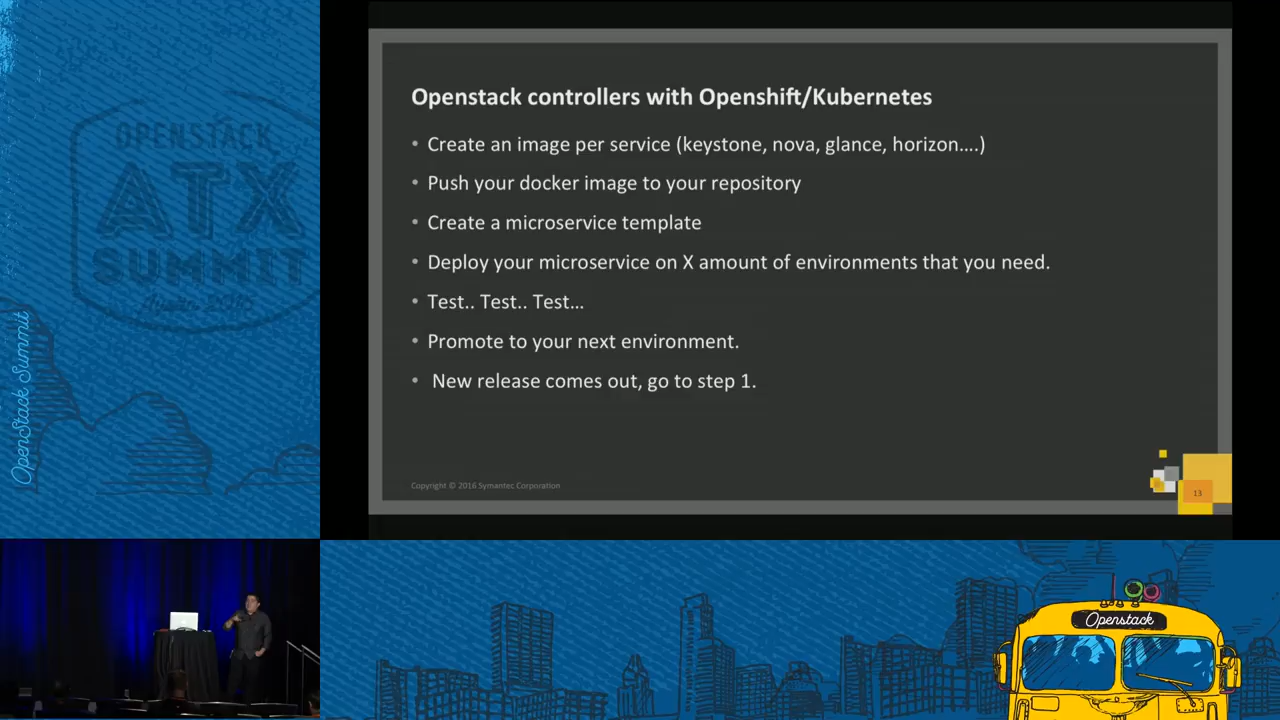 OPENSTACK
ATX
SUMMIT
Austin 2016
OpenStack Summit
Openstack controllers with Openshift/Kubernetes
• Create an image per service (keystone, nova, glance, horizon....)
• Push your docker image to your repository
• Create a microservice template
• Deploy your microservice on X amount of environments that you need.
• Test.. Test.. Test...
• Promote to your next environment.
• New release comes out, go to step 1.
Copyright © 2016 Symantec Corporation
13
Openstack